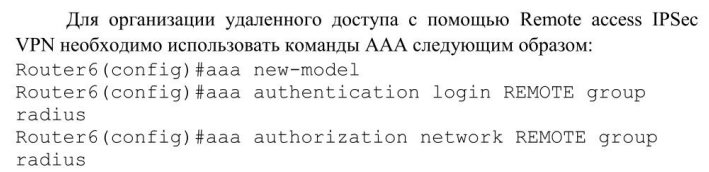 Для организации удаленного доступа с помощью Remote access IPSec
VPN необходимо использовать команды AAA следующим образом:
Router6(config)#aaa new-model
Router6(config)#aaa authentication login REMOTE group
radius
Router6(config)#aaa authorization network REMOTE group
radius